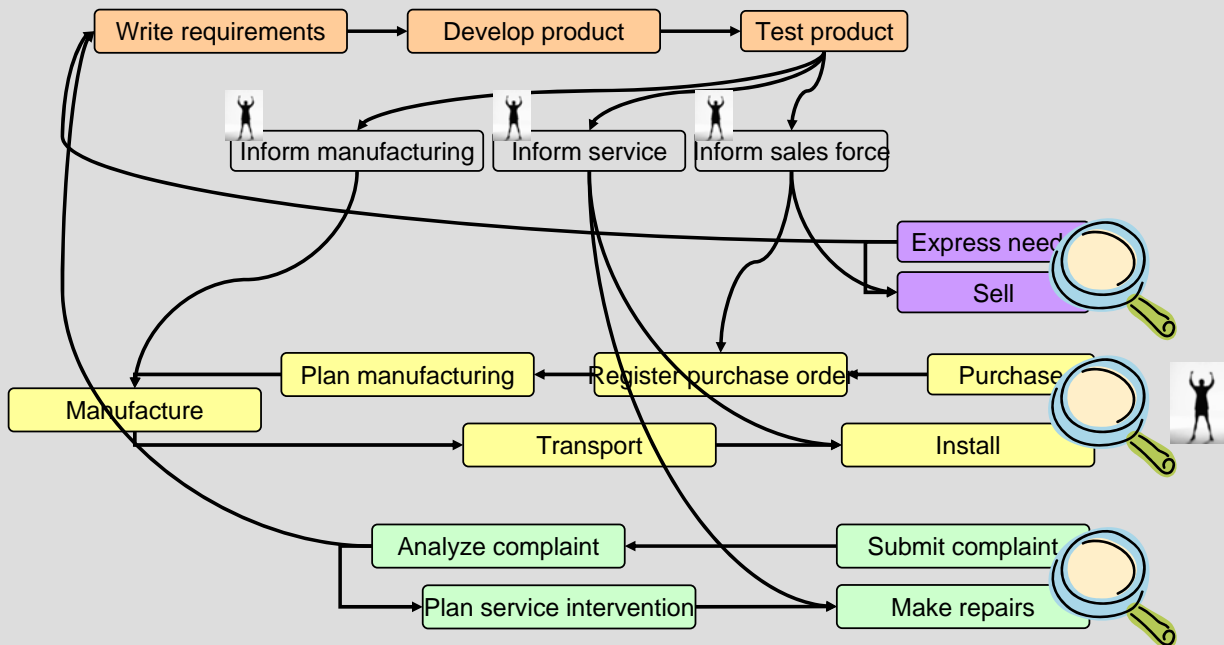 Write requirements
Develop product
Test product
Inform manufacturing
Inform service
Inform sales force
Express need
Sell
Plan manufacturing
Register purchase order
Purchase
Manufacture
Transport
Install
Analyze complaint
Submit complaint
Plan service intervention
Make repairs